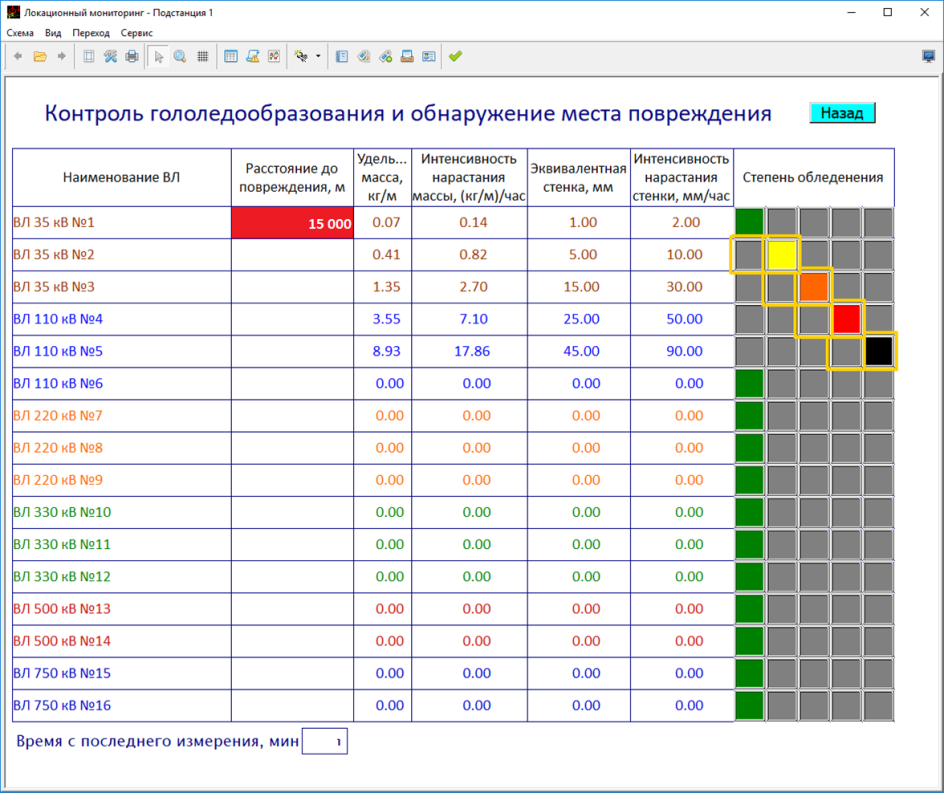 Локационный мониторинг - Подстанция 1
Схема Вид Переход Сервис
Контроль гололедообразования и обнаружение места повреждения
Назад
Наименование ВЛ
Расстояние до
повреждения, м
Удель...
масса,
кг/м
Интенсивность
нарастания
массы, (кг/м)/час
Эквивалентная
стенка, мм
Интенсивность
нарастания
стенки, мм/час
Степень обледенения
ВЛ 35 кВ №1 15 000 0.07 0.14 1.00 2.00
ВЛ 35 кВ №2 0.41 0.82 5.00 10.00
ВЛ 35 кВ №3 1.35 2.70 15.00 30.00
ВЛ 110 кВ №4 3.55 7.10 25.00 50.00
ВЛ 110 кВ №5 8.93 17.86 45.00 90.00
ВЛ 110 кВ №6 0.00 0.00 0.00 0.00
ВЛ 220 кВ №7 0.00 0.00 0.00 0.00
ВЛ 220 кВ №8 0.00 0.00 0.00 0.00
ВЛ 220 кВ №9 0.00 0.00 0.00 0.00
ВЛ 330 кВ №10 0.00 0.00 0.00 0.00
ВЛ 330 кВ №11 0.00 0.00 0.00 0.00
ВЛ 330 кВ №12 0.00 0.00 0.00 0.00
ВЛ 500 кВ №13 0.00 0.00 0.00 0.00
ВЛ 500 кВ №14 0.00 0.00 0.00 0.00
ВЛ 750 кВ №15 0.00 0.00 0.00 0.00
ВЛ 750 кВ №16 0.00 0.00 0.00 0.00
Время с последнего измерения, мин 1